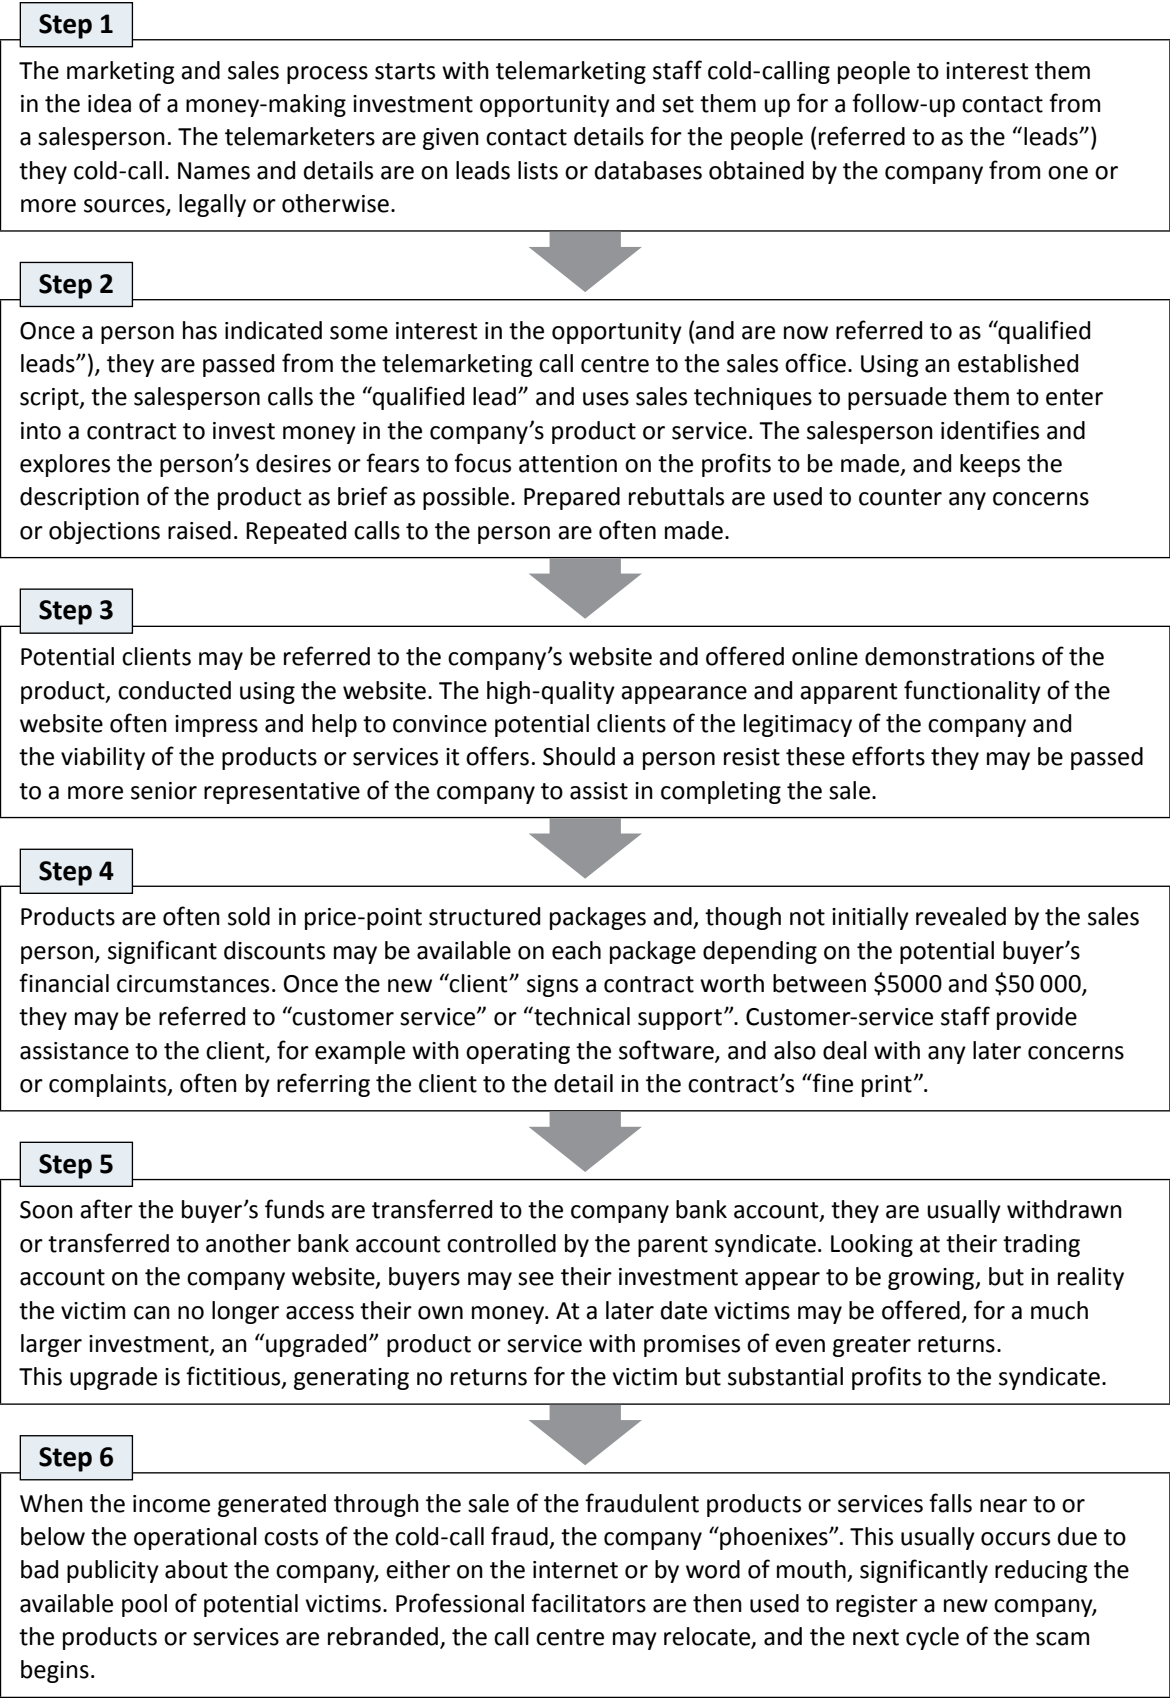 Step 1
The marketing and sales process starts with telemarketing staff cold-calling people to interest them
in the idea of a money-making investment opportunity and set them up for a follow-up contact from
a salesperson. The telemarketers are given contact details for the people (referred to as the “leads”)
they cold-call. Names and details are on leads lists or databases obtained by the company from one or
more sources, legally or otherwise.
Step 2
Once a person has indicated some interest in the opportunity (and are now referred to as “qualified
leads”), they are passed from the telemarketing call centre to the sales office. Using an established
script, the salesperson calls the “qualified lead” and uses sales techniques to persuade them to enter
into a contract to invest money in the company’s product or service. The salesperson identifies and
explores the person’s desires or fears to focus attention on the profits to be made, and keeps the
description of the product as brief as possible. Prepared rebuttals are used to counter any concerns
or objections raised. Repeated calls to the person are often made.
Step 3
Potential clients may be referred to the company’s website and offered online demonstrations of the
product, conducted using the website. The high-quality appearance and apparent functionality of the
website often impress and help to convince potential clients of the legitimacy of the company and
the viability of the products or services it offers. Should a person resist these efforts they may be passed
to a more senior representative of the company to assist in completing the sale.
Step 4
Products are often sold in price-point structured packages and, though not initially revealed by the sales
person, significant discounts may be available on each package depending on the potential buyer’s
financial circumstances. Once the new “client” signs a contract worth between $5000 and $50 000,
they may be referred to “customer service” or “technical support”. Customer-service staff provide
assistance to the client, for example with operating the software, and also deal with any later concerns
or complaints, often by referring the client to the detail in the contract’s “fine print”.
Step 5
Soon after the buyer’s funds are transferred to the company bank account, they are usually withdrawn
or transferred to another bank account controlled by the parent syndicate. Looking at their trading
account on the company website, buyers may see their investment appear to be growing, but in reality
the victim can no longer access their own money. At a later date victims may be offered, for a much
larger investment, an “upgraded” product or service with promises of even greater returns.
This upgrade is fictitious, generating no returns for the victim but substantial profits to the syndicate.
Step 6
When the income generated through the sale of the fraudulent products or services falls near to or
below the operational costs of the cold-call fraud, the company “phoenixes”. This usually occurs due to
bad publicity about the company, either on the internet or by word of mouth, significantly reducing the
available pool of potential victims. Professional facilitators are then used to register a new company,
the products or services are rebranded, the call centre may relocate, and the next cycle of the scam
begins.